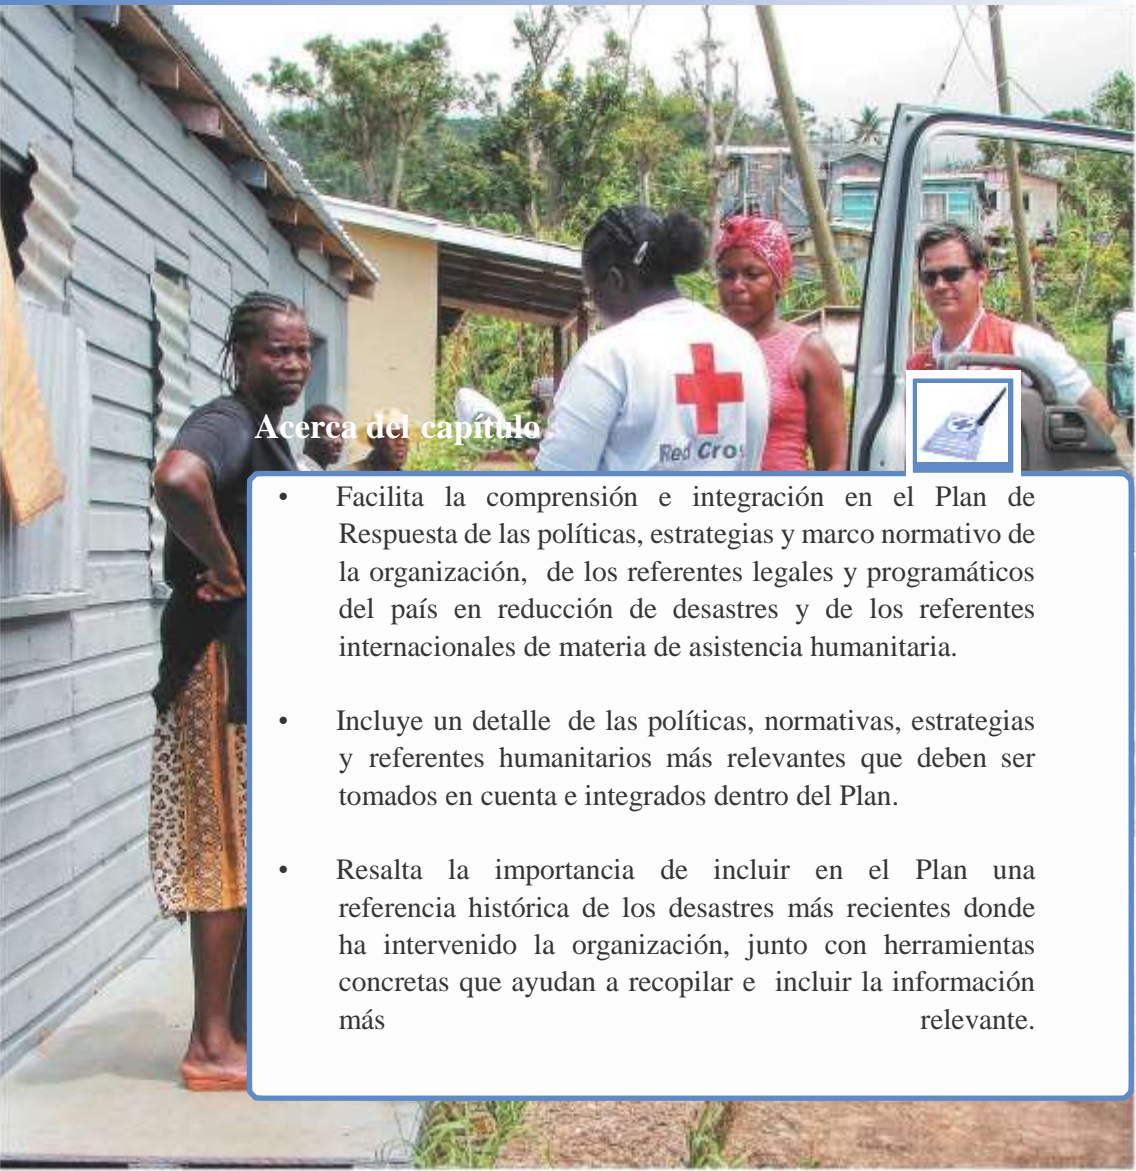 Red Cro
Acerca del capítulo
• Facilita la comprensión e integración en el Plan de
Respuesta de las políticas, estrategias y marco normativo de
la organización, de los referentes legales y programáticos
del país en reducción de desastres y de los referentes
internacionales de materia de asistencia humanitaria.
• Incluye un detalle de las políticas, normativas, estrategias
y referentes humanitarios más relevantes que deben ser
tomados en cuenta e integrados dentro del Plan.
• Resalta la importancia de incluir en el Plan una
referencia histórica de los desastres más recientes donde
ha intervenido la organización, junto con herramientas
concretas que ayudan a recopilar e incluir la información
más relevante.